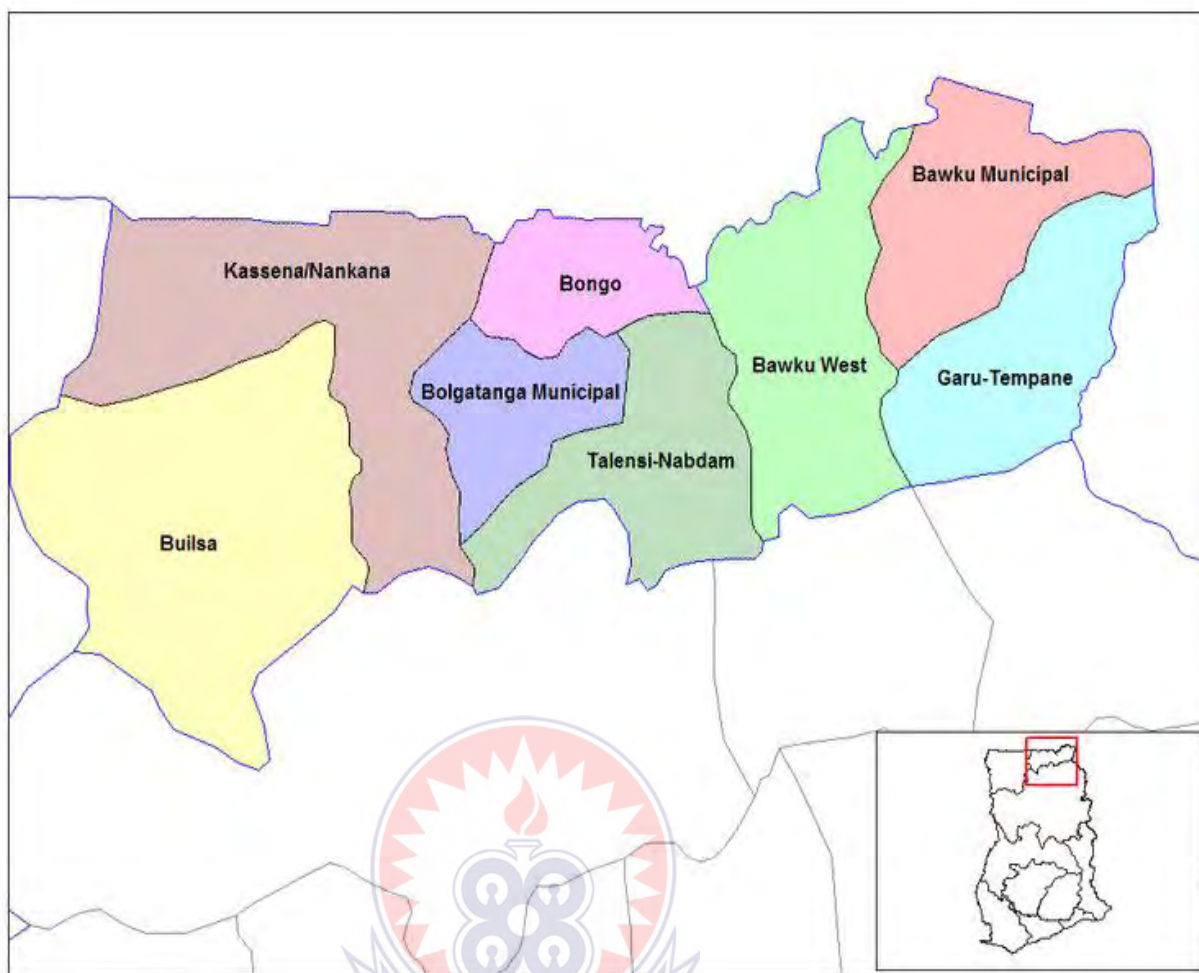 Bawku Municipal
Kassena/Nankana
Bongo
Bawku West
Garu-Tempane
Bolgatanga Municipal
Talensi-Nabdam
Builsa